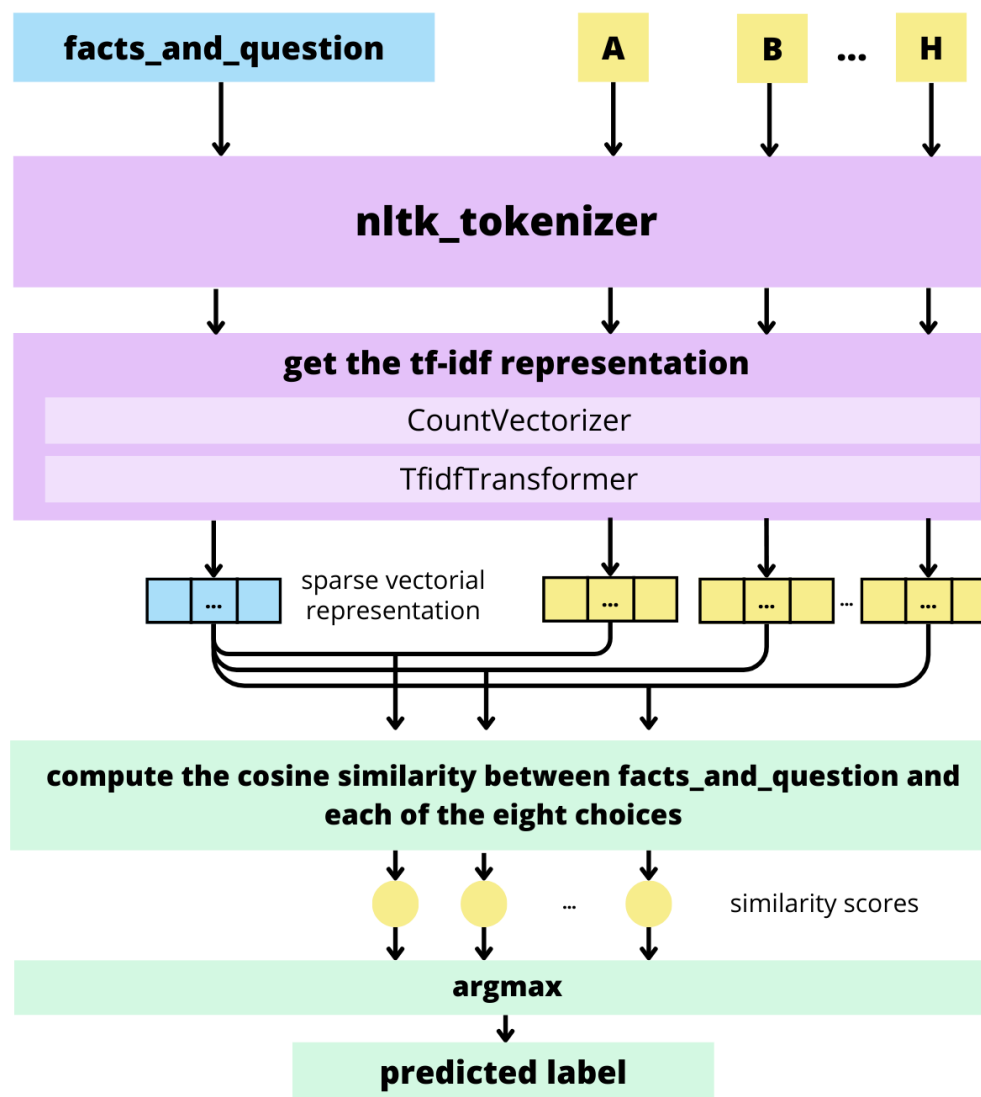 facts_and_question A B ... H
nltk_tokenizer
get the tf-idf representation
CountVectorizer
TfidfTransformer
sparse vectorial
representation
... ... ... ... ...
compute the cosine similarity between facts_and_question and
each of the eight choices
... similarity scores
argmax
predicted label